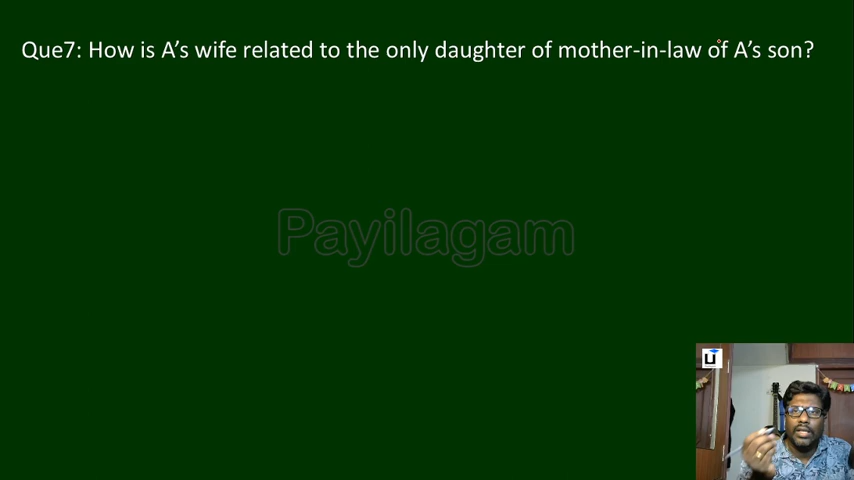 Que7: How is A's wife related to the only daughter of mother-in-law of A's son?
Payilagam